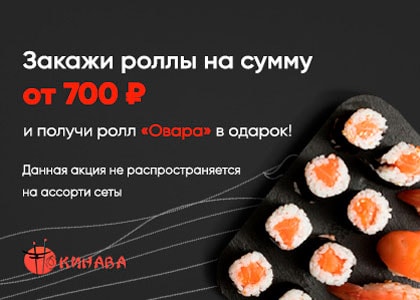 Закажи роллы на сумму
от 700 ₽
и получи ролл «Овара» в одарок!
Данная акция не распространяется
на ассорти сеты
КИНАВА